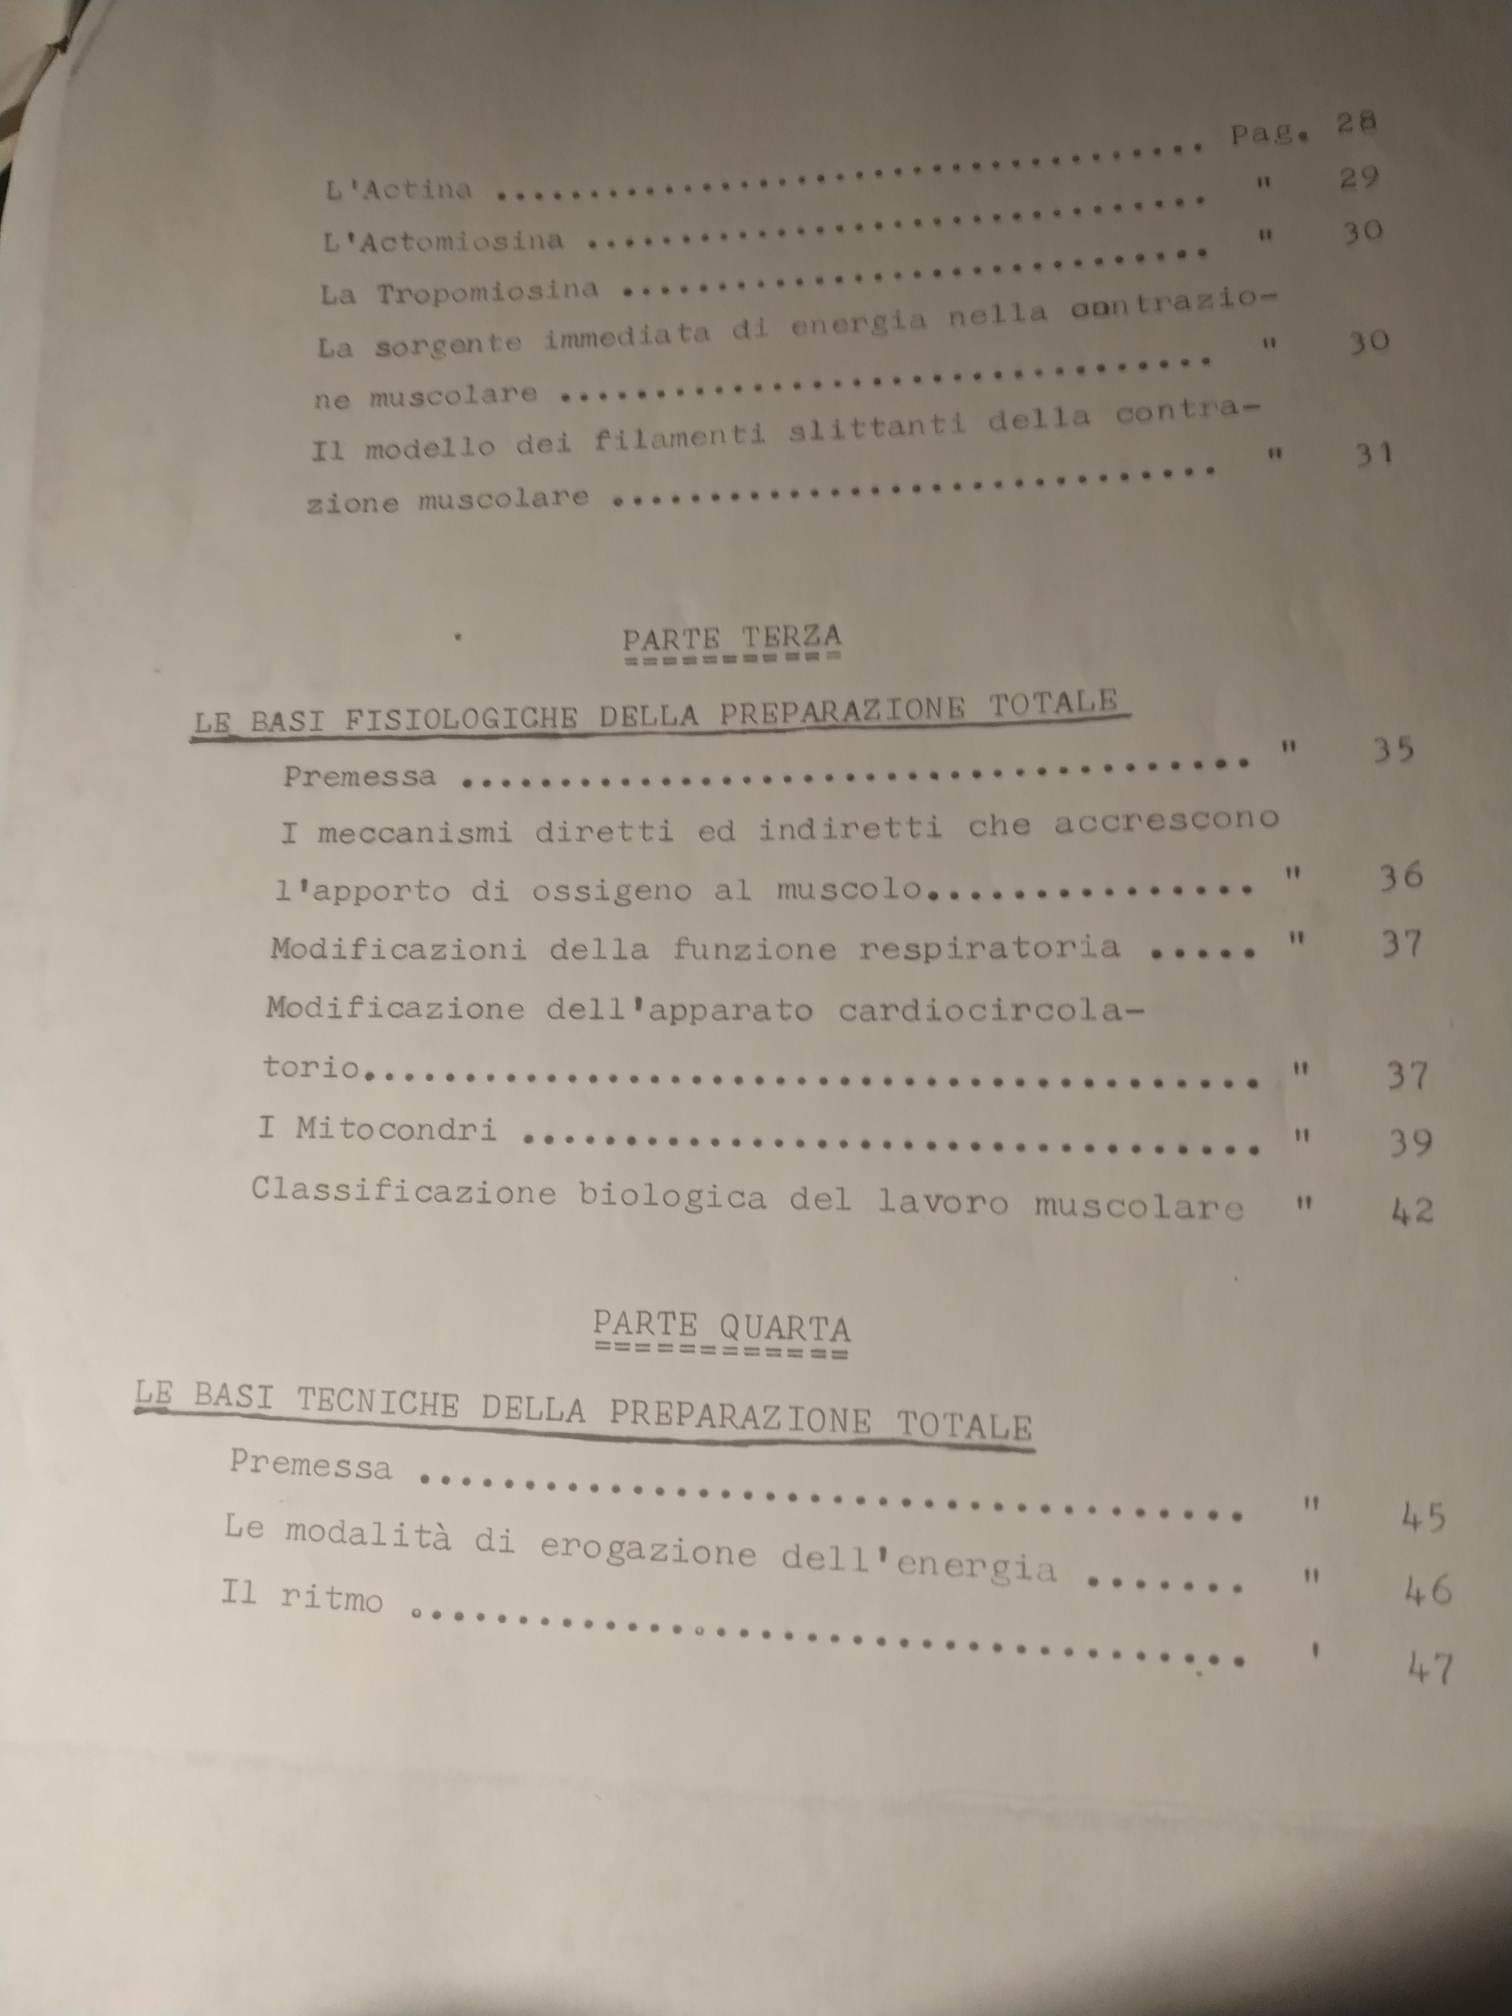 L'Actina ..................................... Pag. 28
L'Actomiosina ................................ " 29
La Tropomiosina .............................. " 30
La sorgente immediata di energia nella contrazio-
ne muscolare ................................. " 30
Il modello dei filamenti slittanti della contra-
zione muscolare .............................. " 31
PARTE TERZA
===========
LE BASI FISIOLOGICHE DELLA PREPARAZIONE TOTALE
Premessa ....................................... " 35
I meccanismi diretti ed indiretti che accrescono
l'apporto di ossigeno al muscolo................ " 36
Modificazioni della funzione respiratoria ..... " 37
Modificazione dell'apparato cardiocircola-
torio........................................... " 37
I Mitocondri ................................... " 39
Classificazione biologica del lavoro muscolare " 42
PARTE QUARTA
============
LE BASI TECNICHE DELLA PREPARAZIONE TOTALE
Premessa ....................................... " 45
Le modalità di erogazione dell'energia ....... " 46
Il ritmo ....................................... ' 47